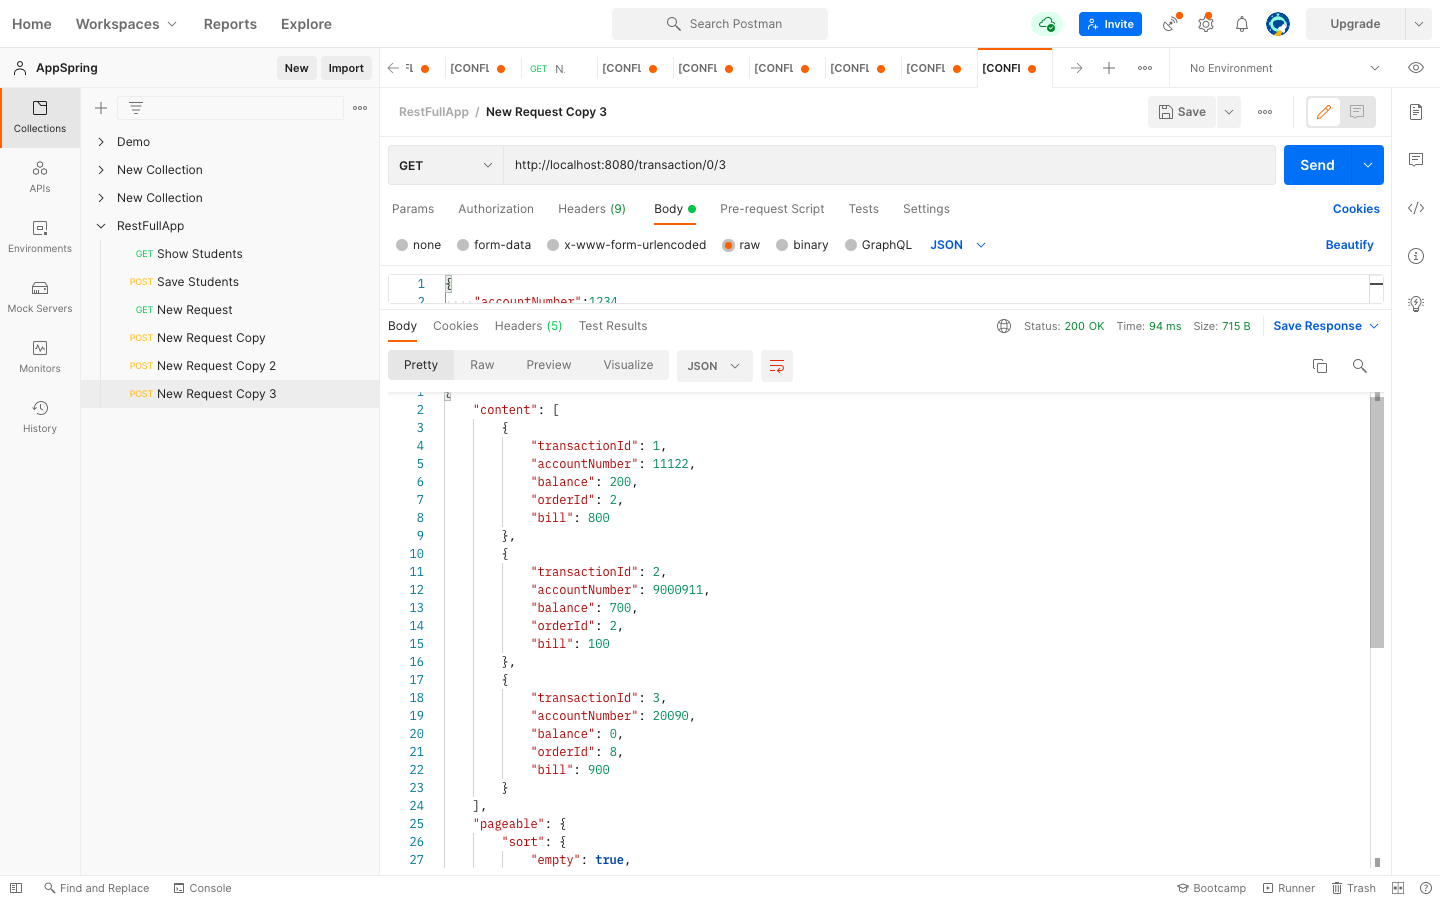 Home Workspaces Reports Explore Search Postman Invite Upgrade
AppSpring New Import [CONFL GET N. [CONFL [CONFL [CONFL [CONFL [CONFL [CONFI No Environment
Collections
APIs
Environments
Mock Servers
Monitors
History
Demo
New Collection
New Collection
RestFullApp
GET Show Students
POST Save Students
GET New Request
POST New Request Copy
POST New Request Copy 2
POST New Request Copy 3
RestFullApp / New Request Copy 3 Save
GET http://localhost:8080/transaction/0/3 Send
Params Authorization Headers (9) Body Pre-request Script Tests Settings Cookies
none form-data x-www-form-urlencoded raw binary GraphQL JSON Beautify
1 {
2 "accountNumber":1234
Body Cookies Headers (5) Test Results Status: 200 OK Time: 94 ms Size: 715 B Save Response
Pretty Raw Preview Visualize JSON
1 {
2 "content": [
3 {
4 "transactionId": 1,
5 "accountNumber": 11122,
6 "balance": 200,
7 "orderId": 2,
8 "bill": 800
9 },
10 {
11 "transactionId": 2,
12 "accountNumber": 9000911,
13 "balance": 700,
14 "orderId": 2,
15 "bill": 100
16 },
17 {
18 "transactionId": 3,
19 "accountNumber": 20090,
20 "balance": 0,
21 "orderId": 8,
22 "bill": 900
23 }
24 ],
25 "pageable": {
26 "sort": {
27 "empty": true,
Find and Replace Console Bootcamp Runner Trash